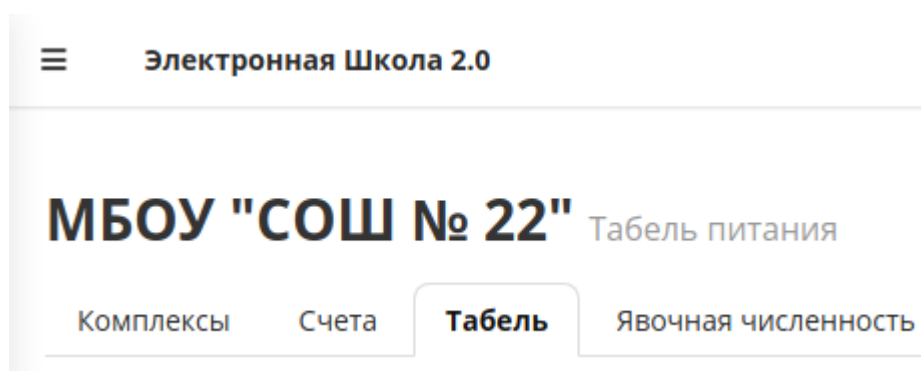 Электронная Школа 2.0
МБОУ "СОШ № 22" Табель питания
Комплексы Счета Табель Явочная численность